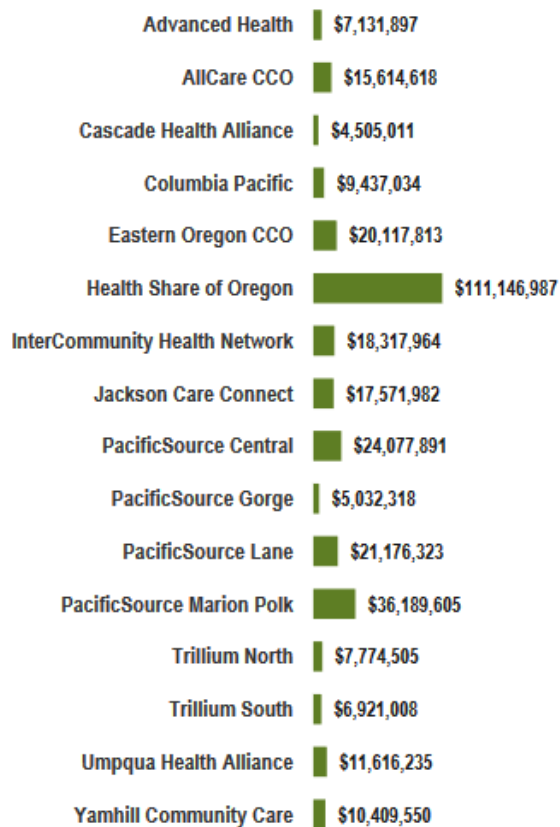 Advanced Health $7,131,897
AllCare CCO $15,614,618
Cascade Health Alliance $4,505,011
Columbia Pacific $9,437,034
Eastern Oregon CCO $20,117,813
Health Share of Oregon $111,146,987
InterCommunity Health Network $18,317,964
Jackson Care Connect $17,571,982
PacificSource Central $24,077,891
PacificSource Gorge $5,032,318
PacificSource Lane $21,176,323
PacificSource Marion Polk $36,189,605
Trillium North $7,774,505
Trillium South $6,921,008
Umpqua Health Alliance $11,616,235
Yamhill Community Care $10,409,550